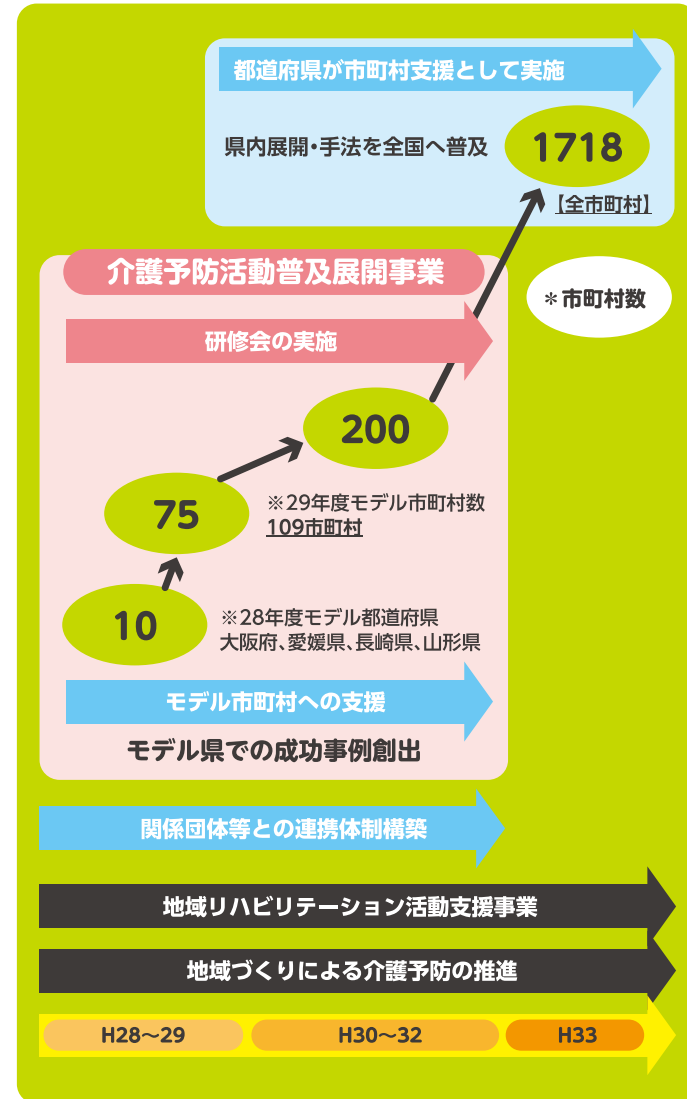 都道府県が市町村支援として実施
県内展開・手法を全国へ普及
1718
【全市町村】
介護予防活動普及展開事業
＊市町村数
研修会の実施
200
75
※29年度モデル市町村数
109市町村
10
※28年度モデル都道府県
大阪府、愛媛県、長崎県、山形県
モデル市町村への支援
モデル県での成功事例創出
関係団体等との連携体制構築
地域リハビリテーション活動支援事業
地域づくりによる介護予防の推進
H28〜29
H30〜32
H33